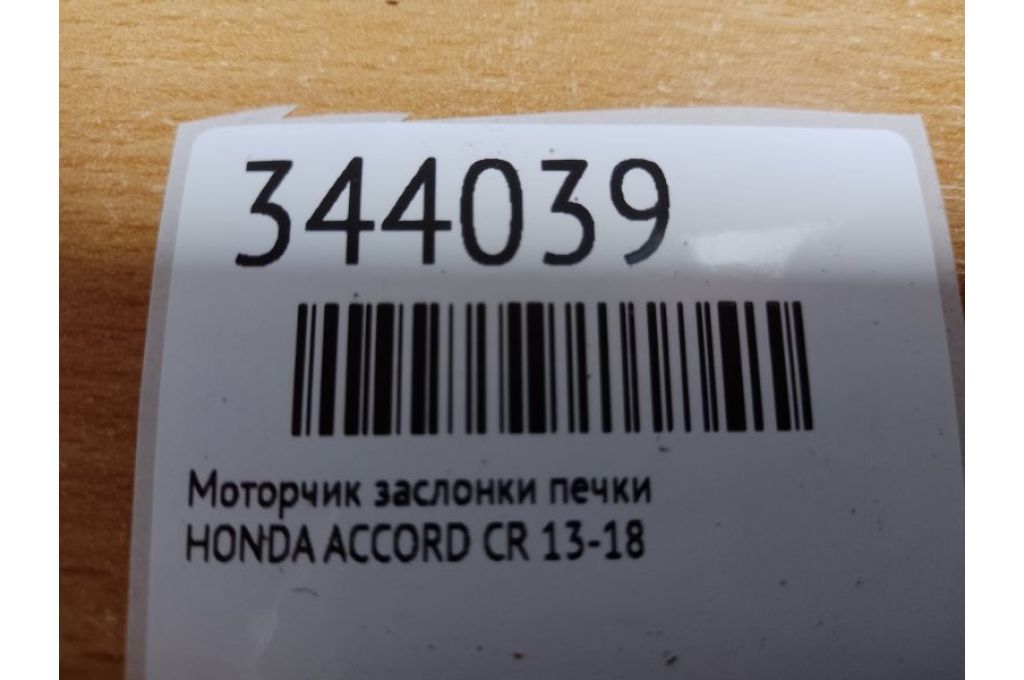 344039
Моторчик заслонки печки
HONDA ACCORD CR 13-18